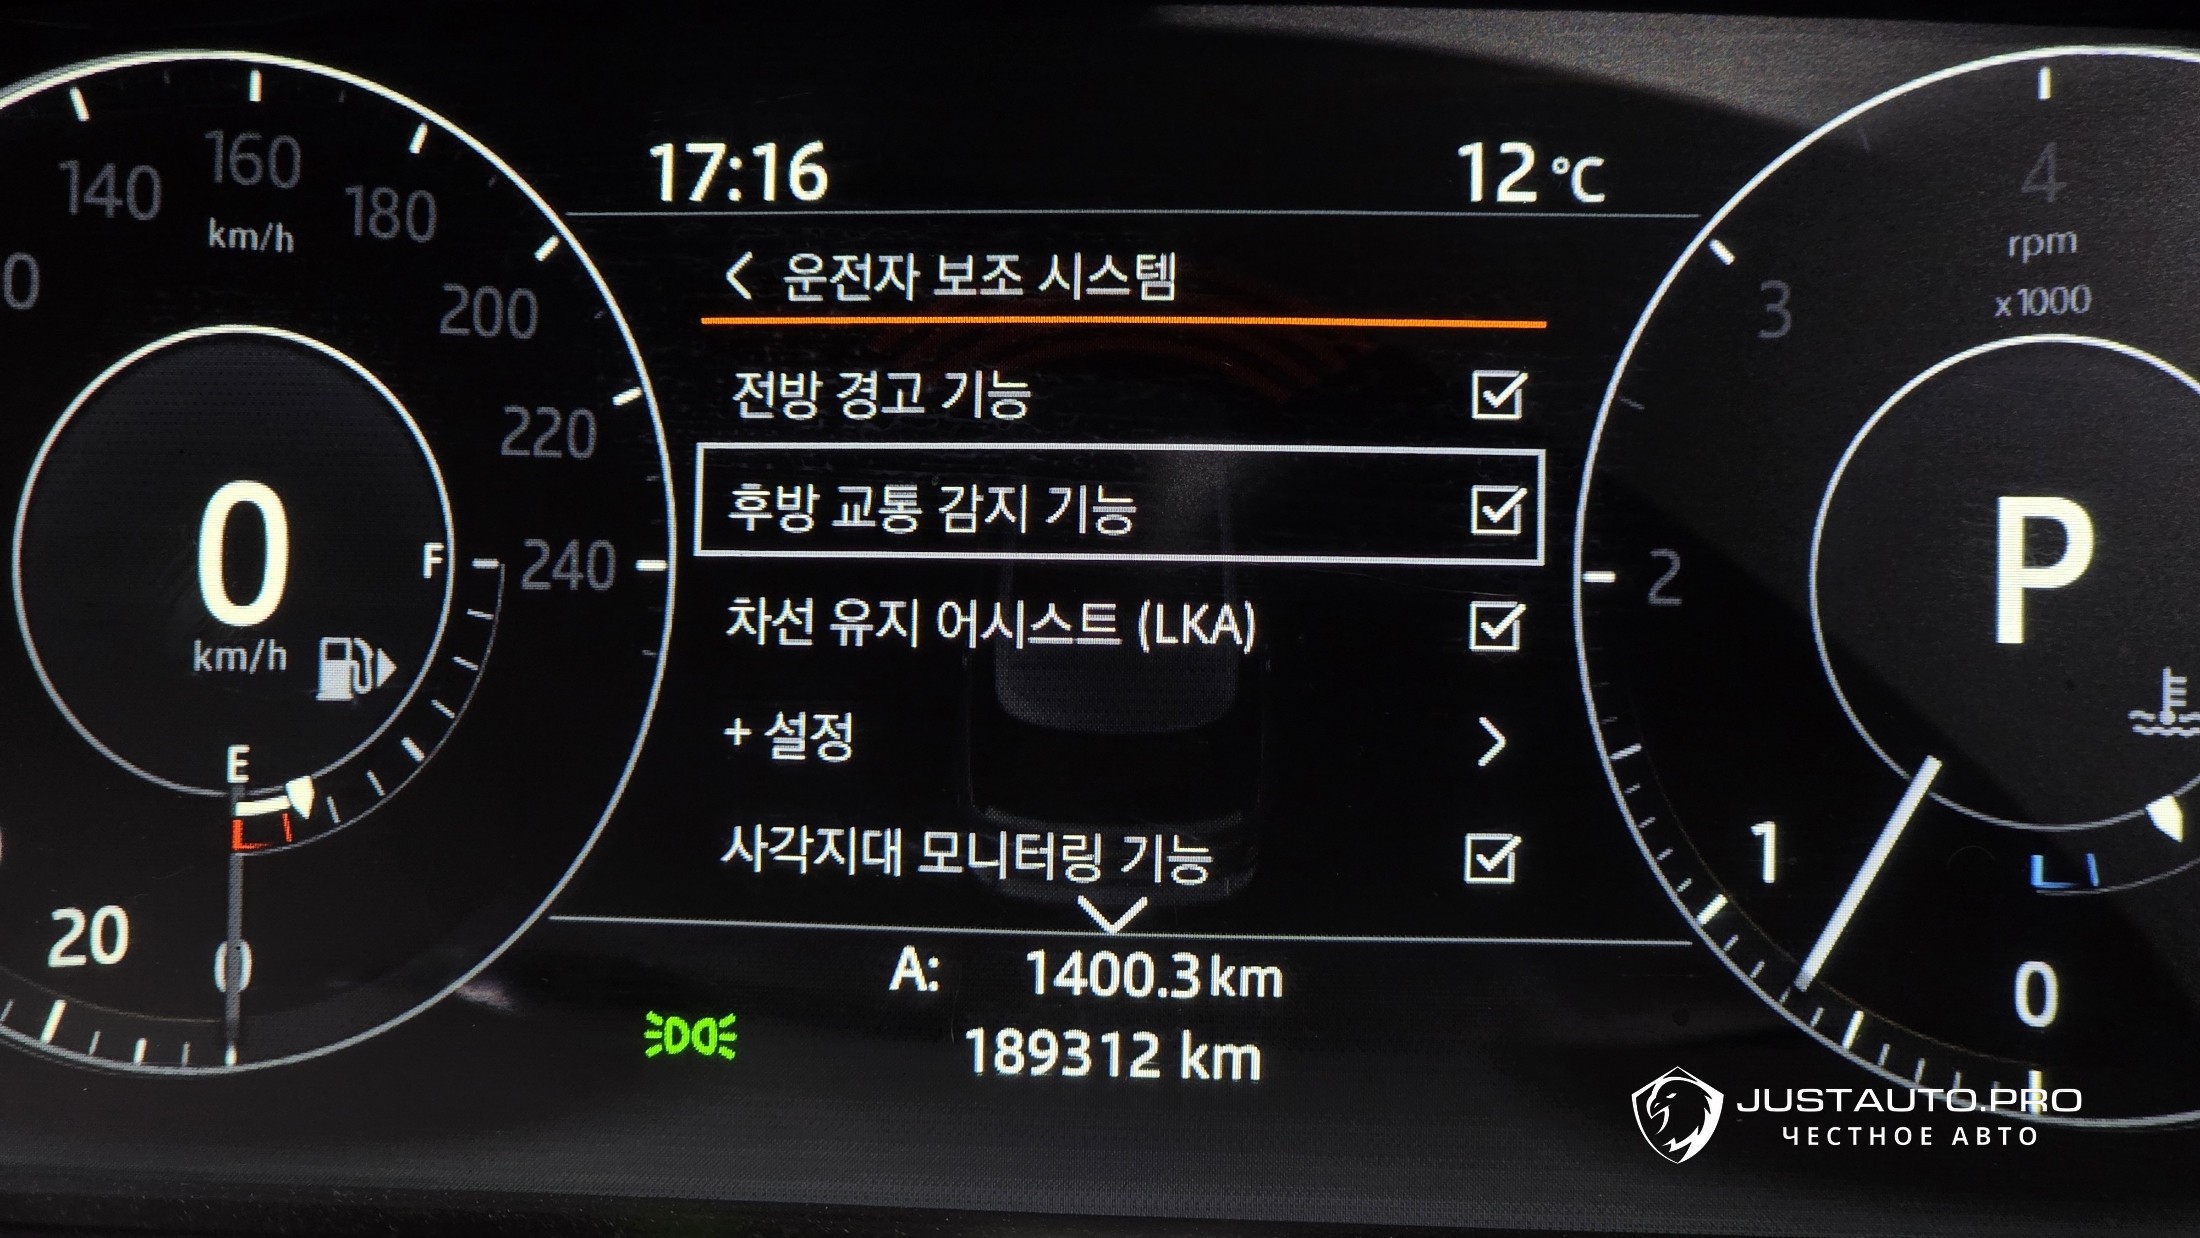 17:16
12 °C
< 운전자 보조 시스템
전방 경고 기능
후방 교통 감지 기능
차선 유지 어시스트 (LKA)
+ 설정
사각지대 모니터링 기능
A: 1400.3 km
189312 km
0
20
0
140
160
180
200
220
240
km/h
0
km/h
F
E
4
rpm
x1000
3
2
1
0
P
JUSTAUTO.PRO
ЧЕСТНОЕ АВТО